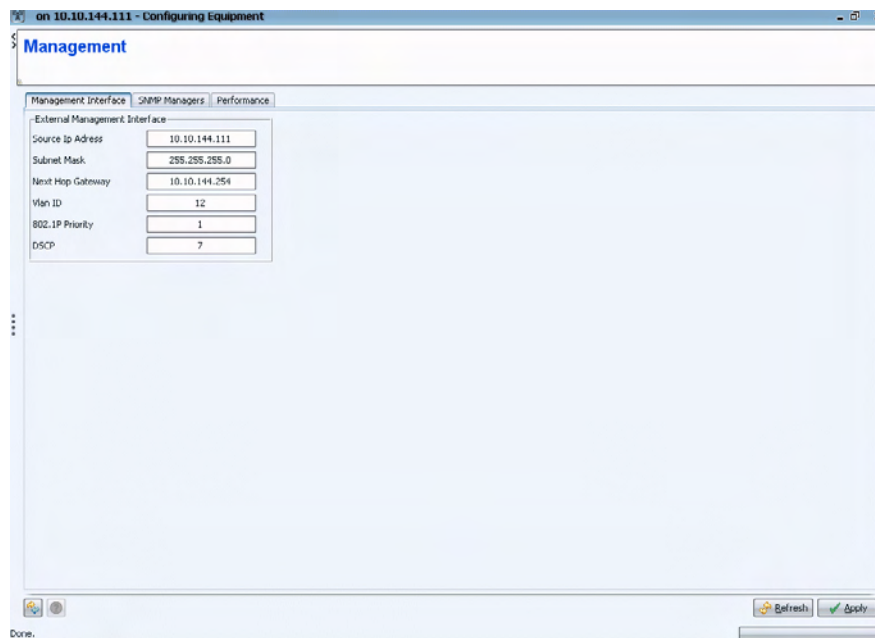 on 10.10.144.111 - Configuring Equipment
Management
Management Interface SNMP Managers Performance
External Management Interface
Source Ip Adress 10.10.144.111
Subnet Mask 255.255.255.0
Next Hop Gateway 10.10.144.254
Vlan ID 12
802.1P Priority 1
DSCP 7
Refresh Apply
Done.